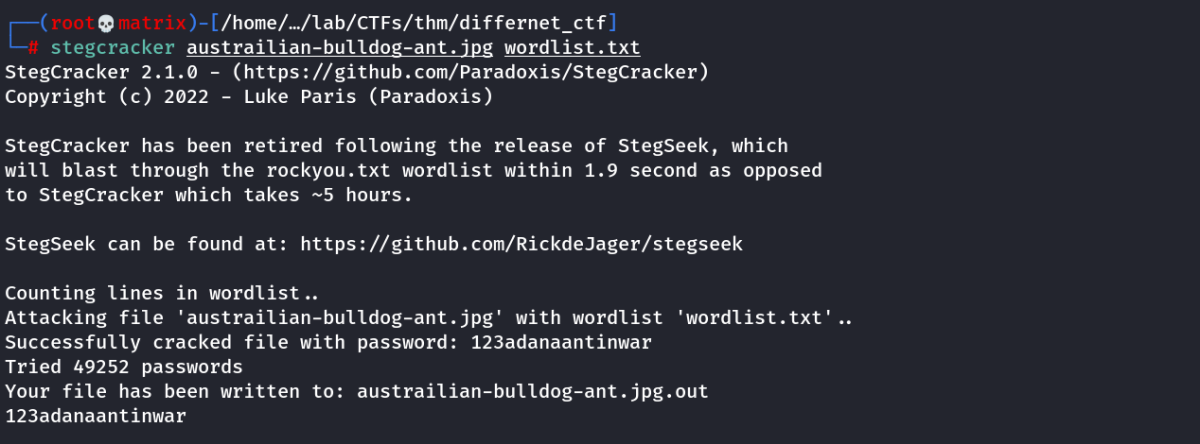 ┌──(root💀matrix)-[/home/…/lab/CTFs/thm/differnet_ctf]
└─# stegcracker austrailian-bulldog-ant.jpg wordlist.txt
StegCracker 2.1.0 - (https://github.com/Paradoxis/StegCracker)
Copyright (c) 2022 - Luke Paris (Paradoxis)
StegCracker has been retired following the release of StegSeek, which
will blast through the rockyou.txt wordlist within 1.9 second as opposed
to StegCracker which takes ~5 hours.
StegSeek can be found at: https://github.com/RickdeJager/stegseek
Counting lines in wordlist..
Attacking file 'austrailian-bulldog-ant.jpg' with wordlist 'wordlist.txt'..
Successfully cracked file with password: 123adanaantinwar
Tried 49252 passwords
Your file has been written to: austrailian-bulldog-ant.jpg.out
123adanaantinwar